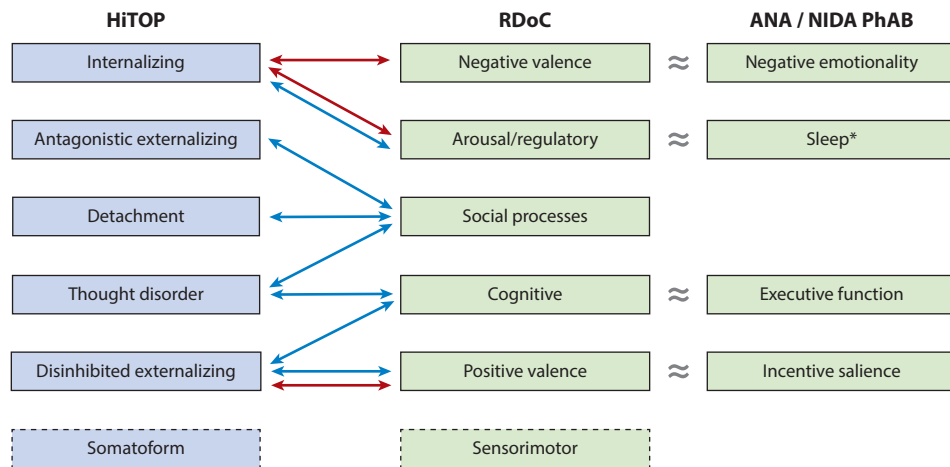 HiTOP RDoC ANA / NIDA PhAB
Internalizing Negative valence ≈ Negative emotionality
Antagonistic externalizing Arousal/regulatory ≈ Sleep*
Detachment Social processes
Thought disorder Cognitive ≈ Executive function
Disinhibited externalizing Positive valence ≈ Incentive salience
Somatoform Sensorimotor